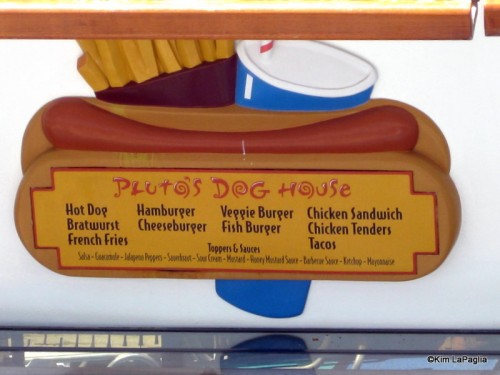 PLUTO'S DOG HOUSE
Hot Dog Hamburger Veggie Burger Chicken Sandwich
Bratwurst Cheeseburger Fish Burger Chicken Tenders
French Fries Tacos
Toppers & Sauces
Salsa - Guacamole - Jalapeno Peppers - Sauerkraut - Sour Cream - Mustard - Honey Mustard Sauce - Barbecue Sauce - Ketchup - Mayonnaise
©Kim LaPaglia